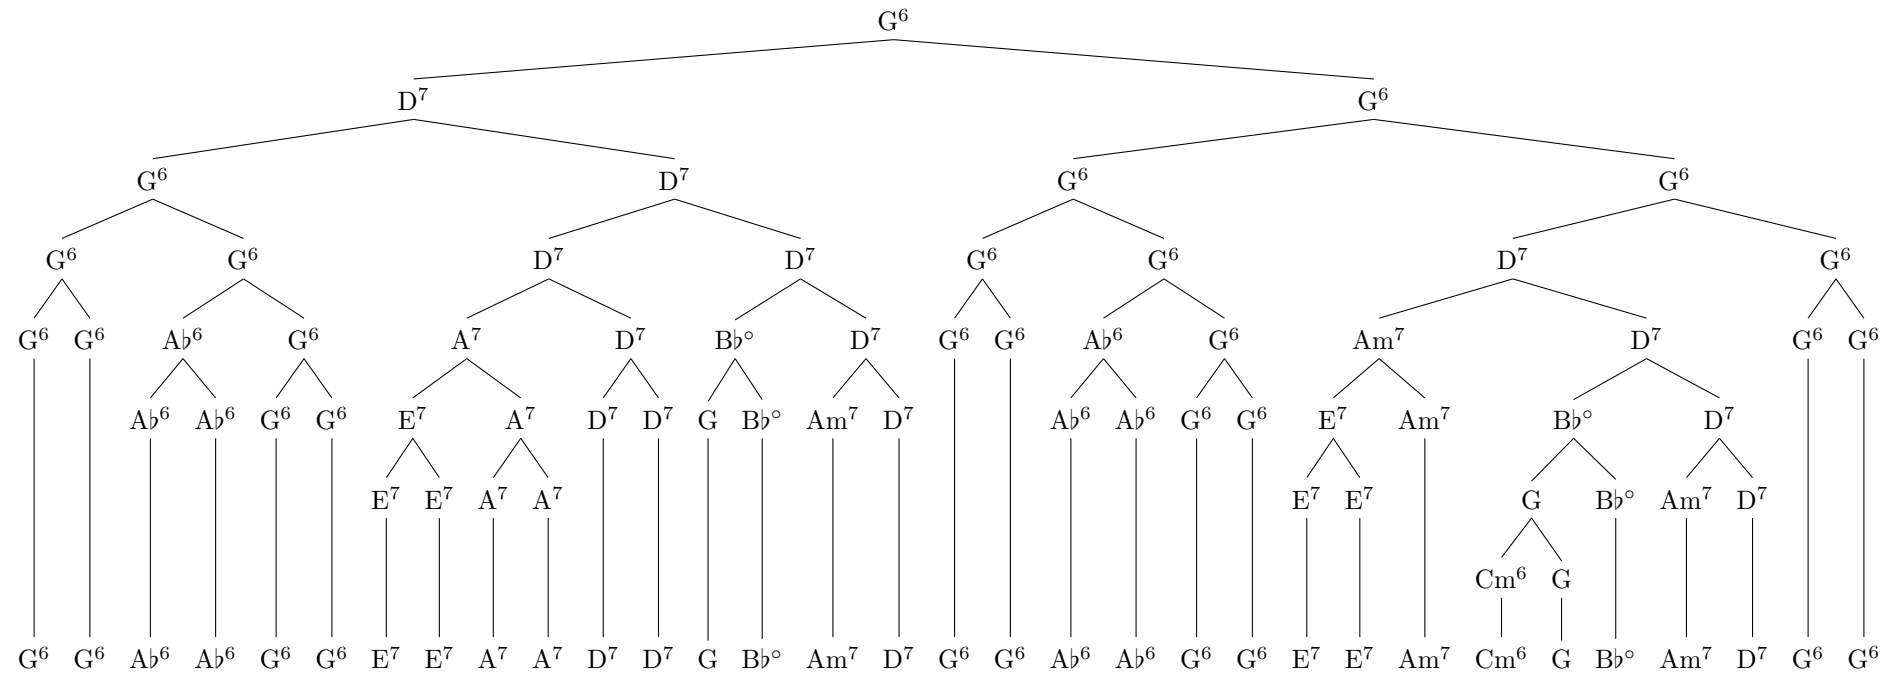 G⁶
D⁷ G⁶
G⁶ D⁷ G⁶ G⁶
G⁶ G⁶ D⁷ D⁷ G⁶ G⁶ D⁷ G⁶
G⁶ G⁶ A♭⁶ G⁶ A⁷ D⁷ B♭° D⁷ G⁶ G⁶ A♭⁶ G⁶ Am⁷ D⁷ G⁶ G⁶
A♭⁶ A♭⁶ G⁶ G⁶ E⁷ A⁷ D⁷ D⁷ G B♭° Am⁷ D⁷ A♭⁶ A♭⁶ G⁶ G⁶ E⁷ Am⁷ B♭° D⁷
E⁷ E⁷ A⁷ A⁷ E⁷ E⁷ G B♭° Am⁷ D⁷
Cm⁶ G
G⁶ G⁶ A♭⁶ A♭⁶ G⁶ G⁶ E⁷ E⁷ A⁷ A⁷ D⁷ D⁷ G B♭° Am⁷ D⁷ G⁶ G⁶ A♭⁶ A♭⁶ G⁶ G⁶ E⁷ E⁷ Am⁷ Cm⁶ G B♭° Am⁷ D⁷ G⁶ G⁶